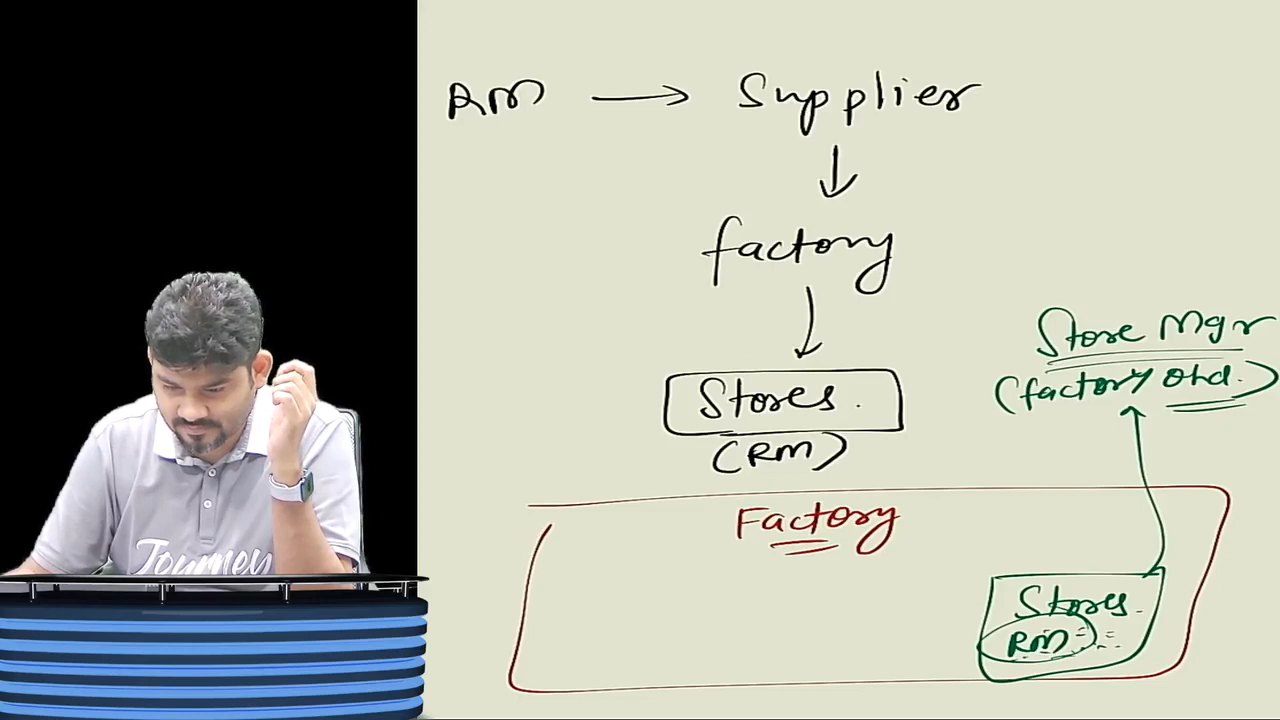 RM → Supplier
↓
factory
↓
Stores.
(RM)
Store Mgr
(factory Ohd.)
Factory
Stores.
RM
Journey